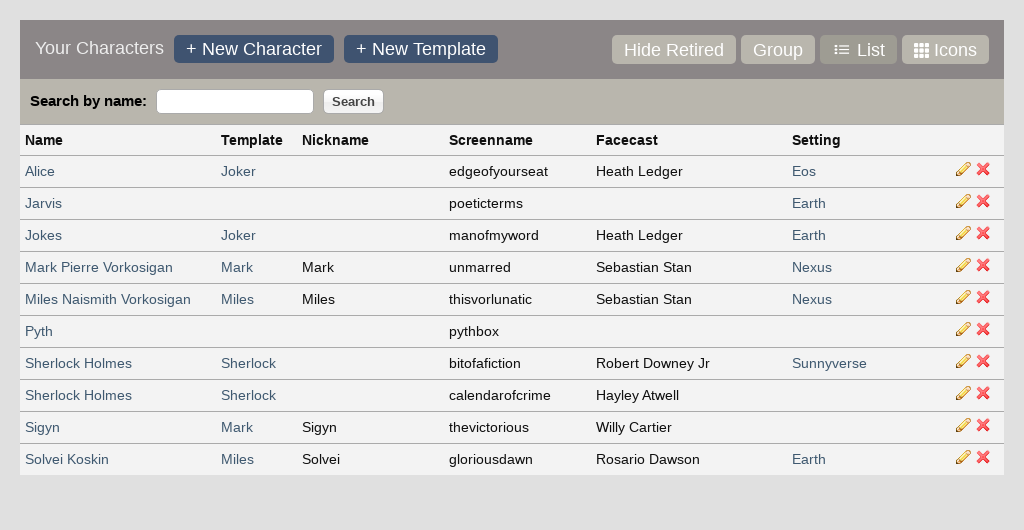 Your Characters + New Character + New Template Hide Retired Group List Icons
Search by name: Search
Name Template Nickname Screenname Facecast Setting
Alice Joker edgeofyourseat Heath Ledger Eos
Jarvis poeticterms Earth
Jokes Joker manofmyword Heath Ledger Earth
Mark Pierre Vorkosigan Mark Mark unmarred Sebastian Stan Nexus
Miles Naismith Vorkosigan Miles Miles thisvorlunatic Sebastian Stan Nexus
Pyth pythbox
Sherlock Holmes Sherlock bitofafiction Robert Downey Jr Sunnyverse
Sherlock Holmes Sherlock calendarofcrime Hayley Atwell
Sigyn Mark Sigyn thevictorious Willy Cartier
Solvei Koskin Miles Solvei gloriousdawn Rosario Dawson Earth